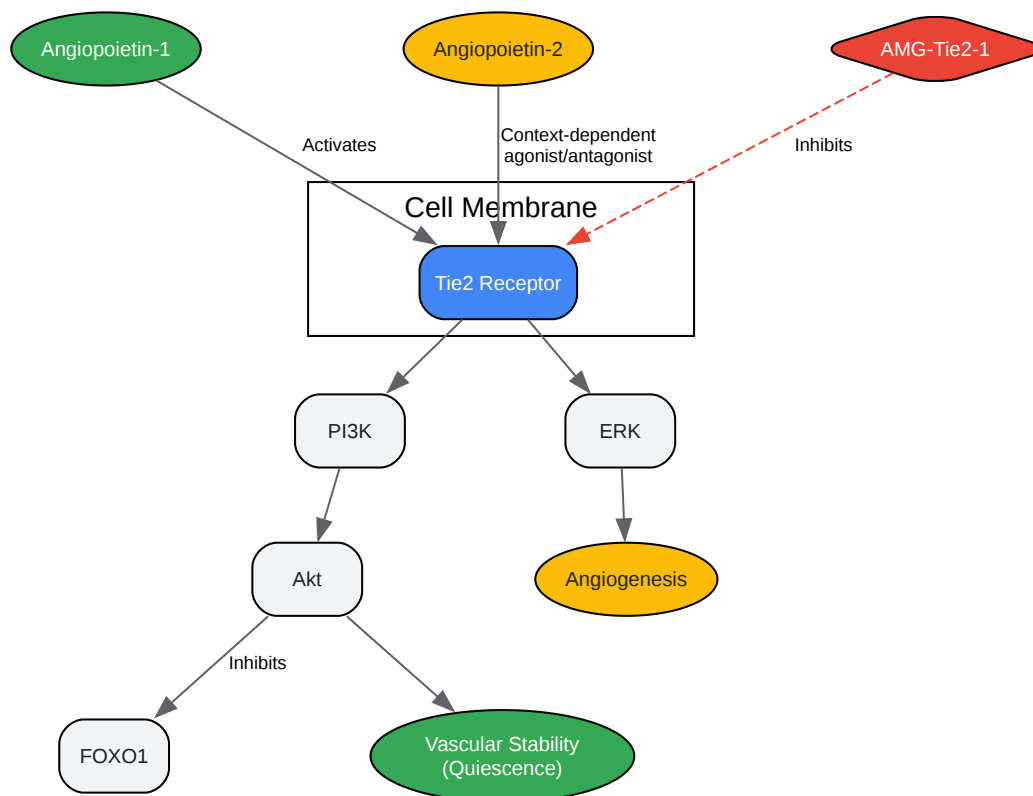 Angiopoietin-1
Angiopoietin-2
AMG-Tie2-1
Activates
Context-dependent
agonist/antagonist
Inhibits
Cell Membrane
Tie2 Receptor
PI3K
ERK
Akt
Angiogenesis
Inhibits
FOXO1
Vascular Stability
(Quiescence)